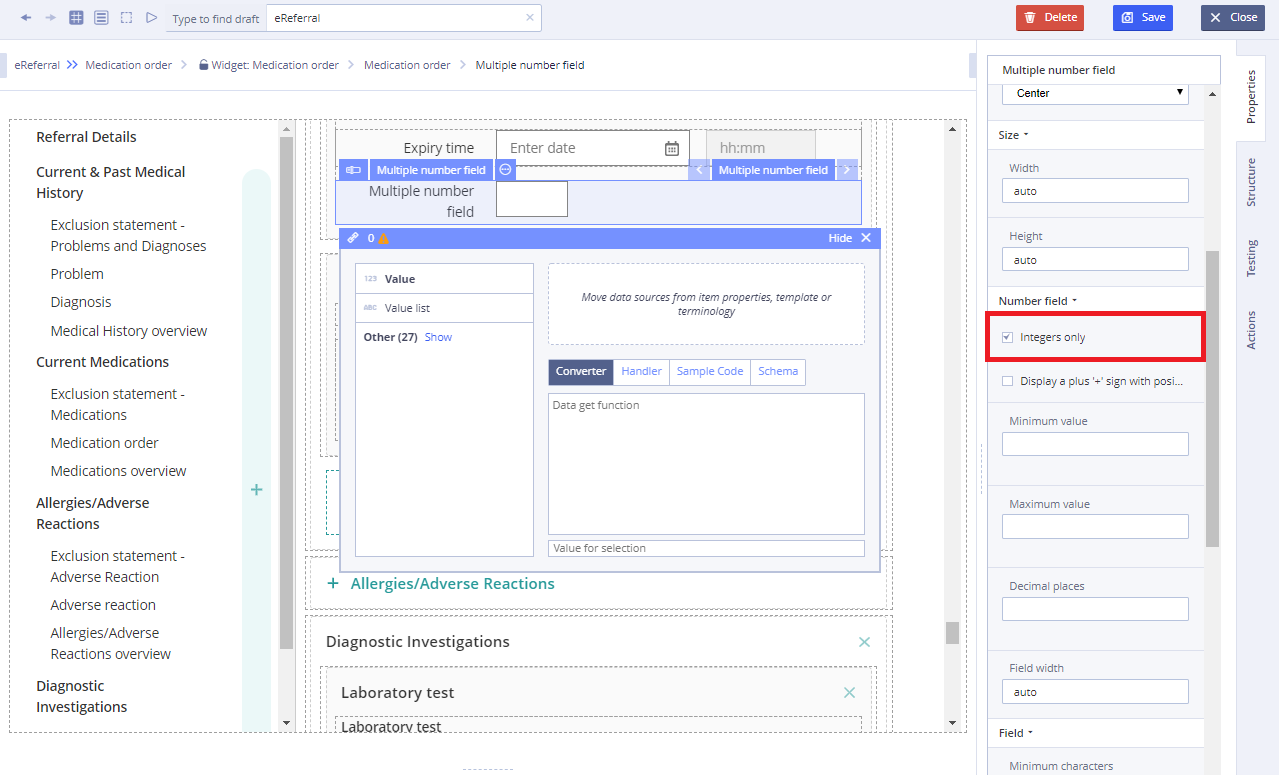 Type to find draft
eReferral
Delete
Save
Close
eReferral
Medication order
Widget: Medication order
Medication order
Multiple number field
Referral Details
Current & Past Medical
History
Exclusion statement -
Problems and Diagnoses
Problem
Diagnosis
Medical History overview
Current Medications
Exclusion statement -
Medications
Medication order
Medications overview
Allergies/Adverse
Reactions
Exclusion statement -
Adverse Reaction
Adverse reaction
Allergies/Adverse
Reactions overview
Diagnostic
Investigations
Expiry time
Enter date
hh:mm
Multiple number field
Multiple number field
Multiple number
field
0
Hide
123 Value
ABC Value list
Other (27) Show
Move data sources from item properties, template or
terminology
Converter
Handler
Sample Code
Schema
Data get function
Value for selection
+ Allergies/Adverse Reactions
Diagnostic Investigations
Laboratory test
Laboratory test
Multiple number field
Center
Size
Width
auto
Height
auto
Number field
Integers only
Display a plus '+' sign with posi...
Minimum value
Maximum value
Decimal places
Field width
auto
Field
Minimum characters
Properties
Structure
Testing
Actions